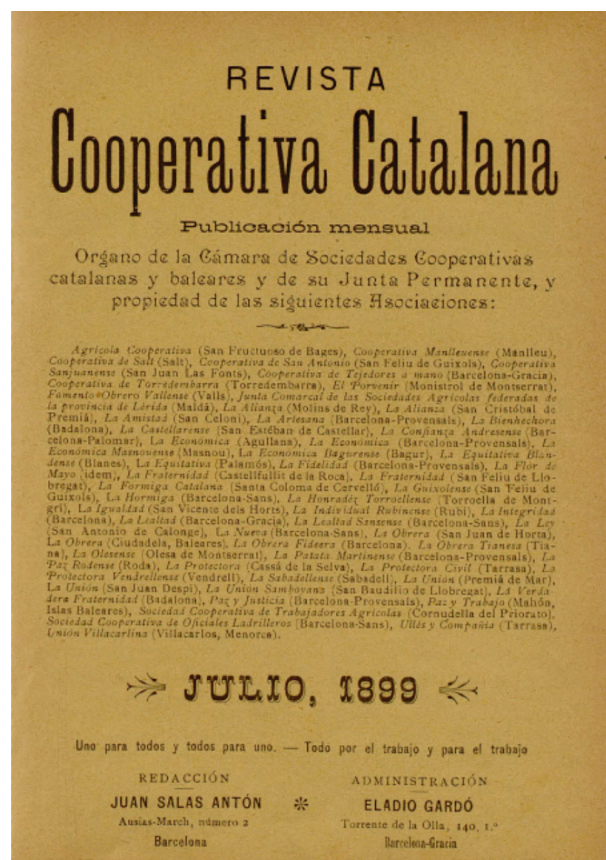 REVISTA
Cooperativa Catalana
Publicación mensual
Organo de la Cámara de Sociedades Cooperativas
catalanas y baleares y de su Junta Permanente, y
propiedad de las siguientes Asociaciones:
Agrícola Cooperativa (San Fructuoso de Bages), Cooperativa Manlleuense (Manlleu),
Cooperativa de Salt (Salt), Cooperativa de San Antonio (San Feliu de Guixols), Cooperativa
Sanjuanense (San Juan Las Fonts), Cooperativa de Tejedores a mano (Barcelona-Gracia),
Cooperativa de Torredembarra (Torredembarra), El Porvenir (Monistrol de Montserrat),
Fomento Obrero Vallense (Valls), Junta Comarcal de las Sociedades Agrícolas federadas de
la provincia de Lérida (Maldá), La Alianza (Molins de Rey), La Alianza (San Cristóbal de
Premiá), La Amistad (San Celoni), La Artesana (Barcelona-Provensals), La Bienhechora
(Badalona), La Castellarense (San Esteban de Castellar), La Confianza Andresense (Bar-
celona-Palomar), La Económica (Agullana), La Económica (Barcelona-Provensals), La
Económica Masnouense (Masnou), La Económica Bagurense (Bagur), La Equitativa Blan-
dense (Blanes), La Equitativa (Palamós), La Fidelidad (Barcelona-Provensals), La Flor de
Mayo (idem), La Fraternidad (Castellfullit de la Roca), La Fraternidad (San Feliu de Llo-
bregat), La Formiga Catalana (Santa Coloma de Cervelló), La Guixolense (San Feliu de
Guixols), La Hormiga (Barcelona-Sans), La Honradéz Torroellense (Torroella de Mont-
grí), La Igualdad (San Vicente dels Horts), La Individual Rubinense (Rubí), La Integridad
(Barcelona), La Lealtad (Barcelona-Gracia), La Lealtad Sansense (Barcelona-Sans), La Ley
(San Antonio de Calonge), La Nueva (Barcelona-Sans), La Obrera (San Juan de Horta),
La Obrera (Ciudadela, Baleares), La Obrera Fideera (Barcelona). La Obrera Tianesa (Tia-
na), La Olesense (Olesa de Montserrat), La Patata Martinense (Barcelona-Provensals), La
Paz Rodense (Roda), La Protectora (Cassá de la Selva), La Protectora Civil (Tarrasa), La
Protectora Vendrellense (Vendrell), La Sabadellense (Sabadell), La Unión (Premiá de Mar),
La Unión (San Juan Despi), La Unión Samboyana (San Baudilio de Llobregat), La Verda-
dera Fraternidad (Badalona), Paz y Justicia (Barcelona-Provensals), Paz y Trabajo (Mahón,
Islas Baleares), Sociedad Cooperativa de Trabajadores Agrícolas (Cornudella del Priorato),
Sociedad Cooperativa de Oficiales Ladrilleros (Barcelona-Sans), Ullés y Compañía (Tarrasa),
Unión Villacarlina (Villacarlos, Menorca).
JULIO, 1899
Uno para todos y todos para uno. — Todo por el trabajo y para el trabajo
REDACCIÓN
JUAN SALAS ANTÓN
Ausias-March, número 2
Barcelona
ADMINISTRACIÓN
ELADIO GARDÓ
Torrente de la Olla, 140, 1.º
Barcelona-Gracia